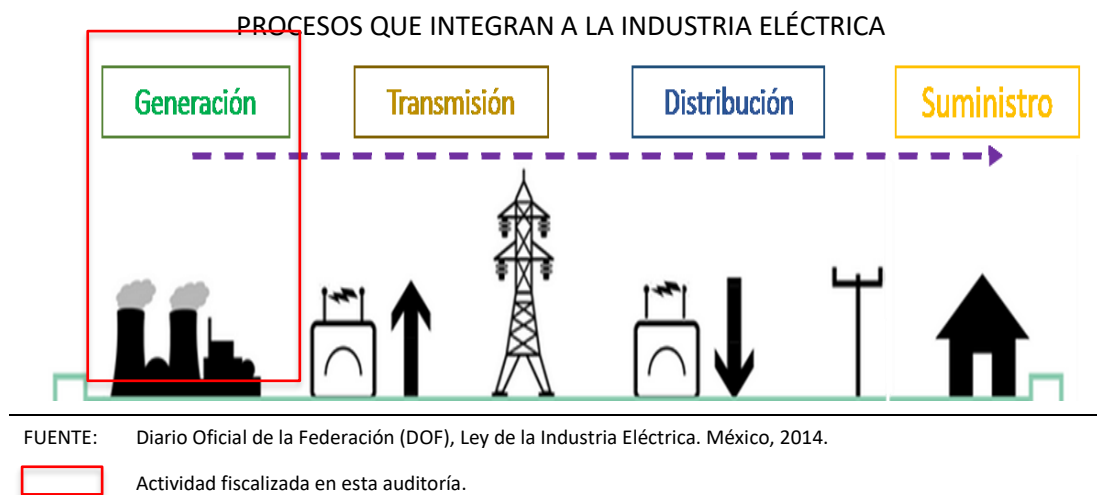 PROCESOS QUE INTEGRAN A LA INDUSTRIA ELÉCTRICA
Generación
Transmisión
Distribución
Suministro
FUENTE: Diario Oficial de la Federación (DOF), Ley de la Industria Eléctrica. México, 2014.
Actividad fiscalizada en esta auditoría.